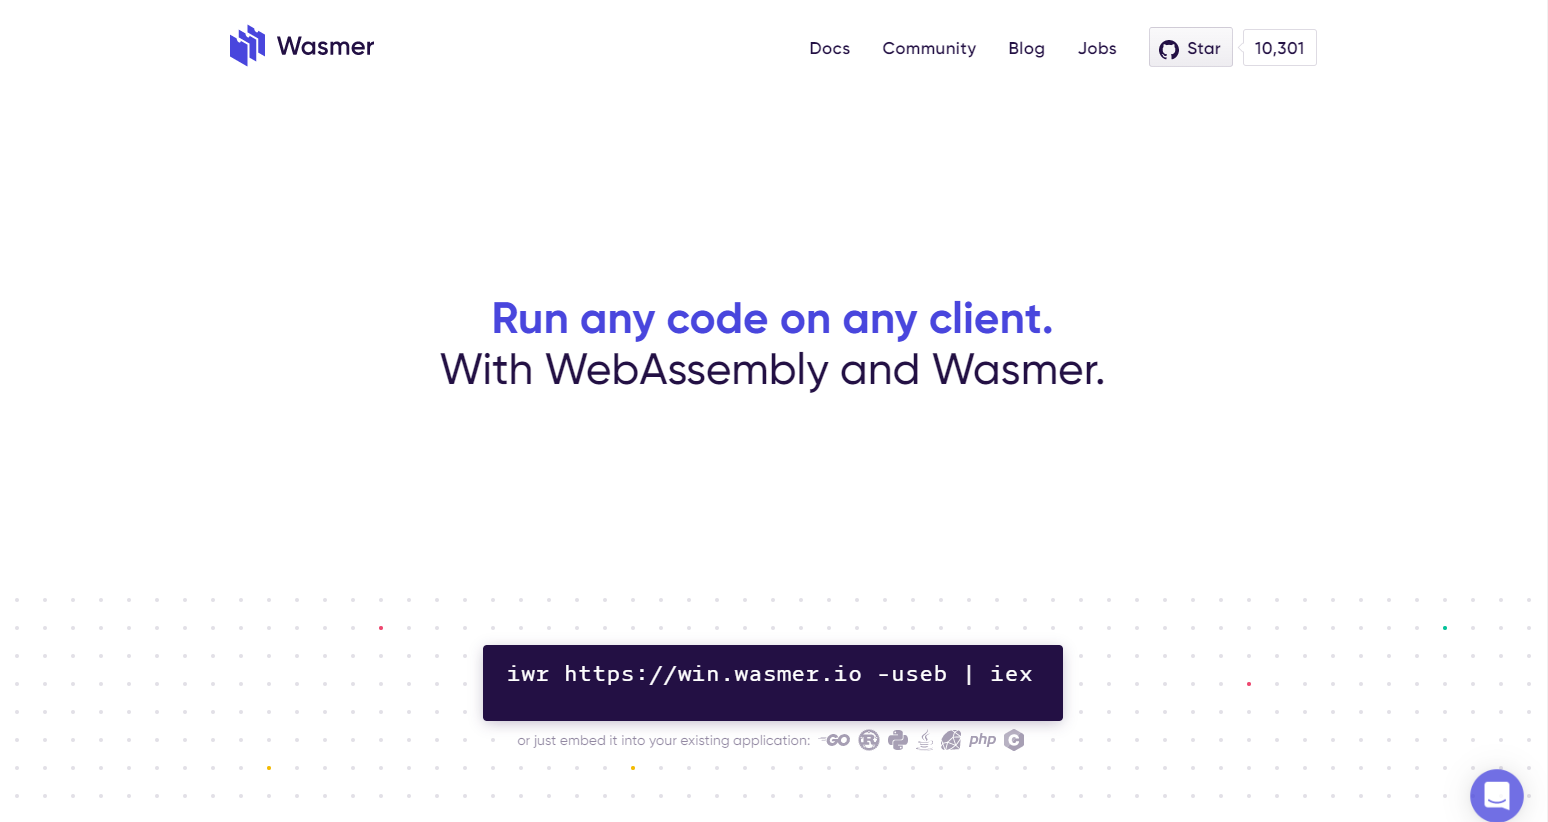 Wasmer
Docs Community Blog Jobs Star 10,301
Run any code on any client.
With WebAssembly and Wasmer.
iwr https://win.wasmer.io -useb | iex
or just embed it into your existing application: GO R php C